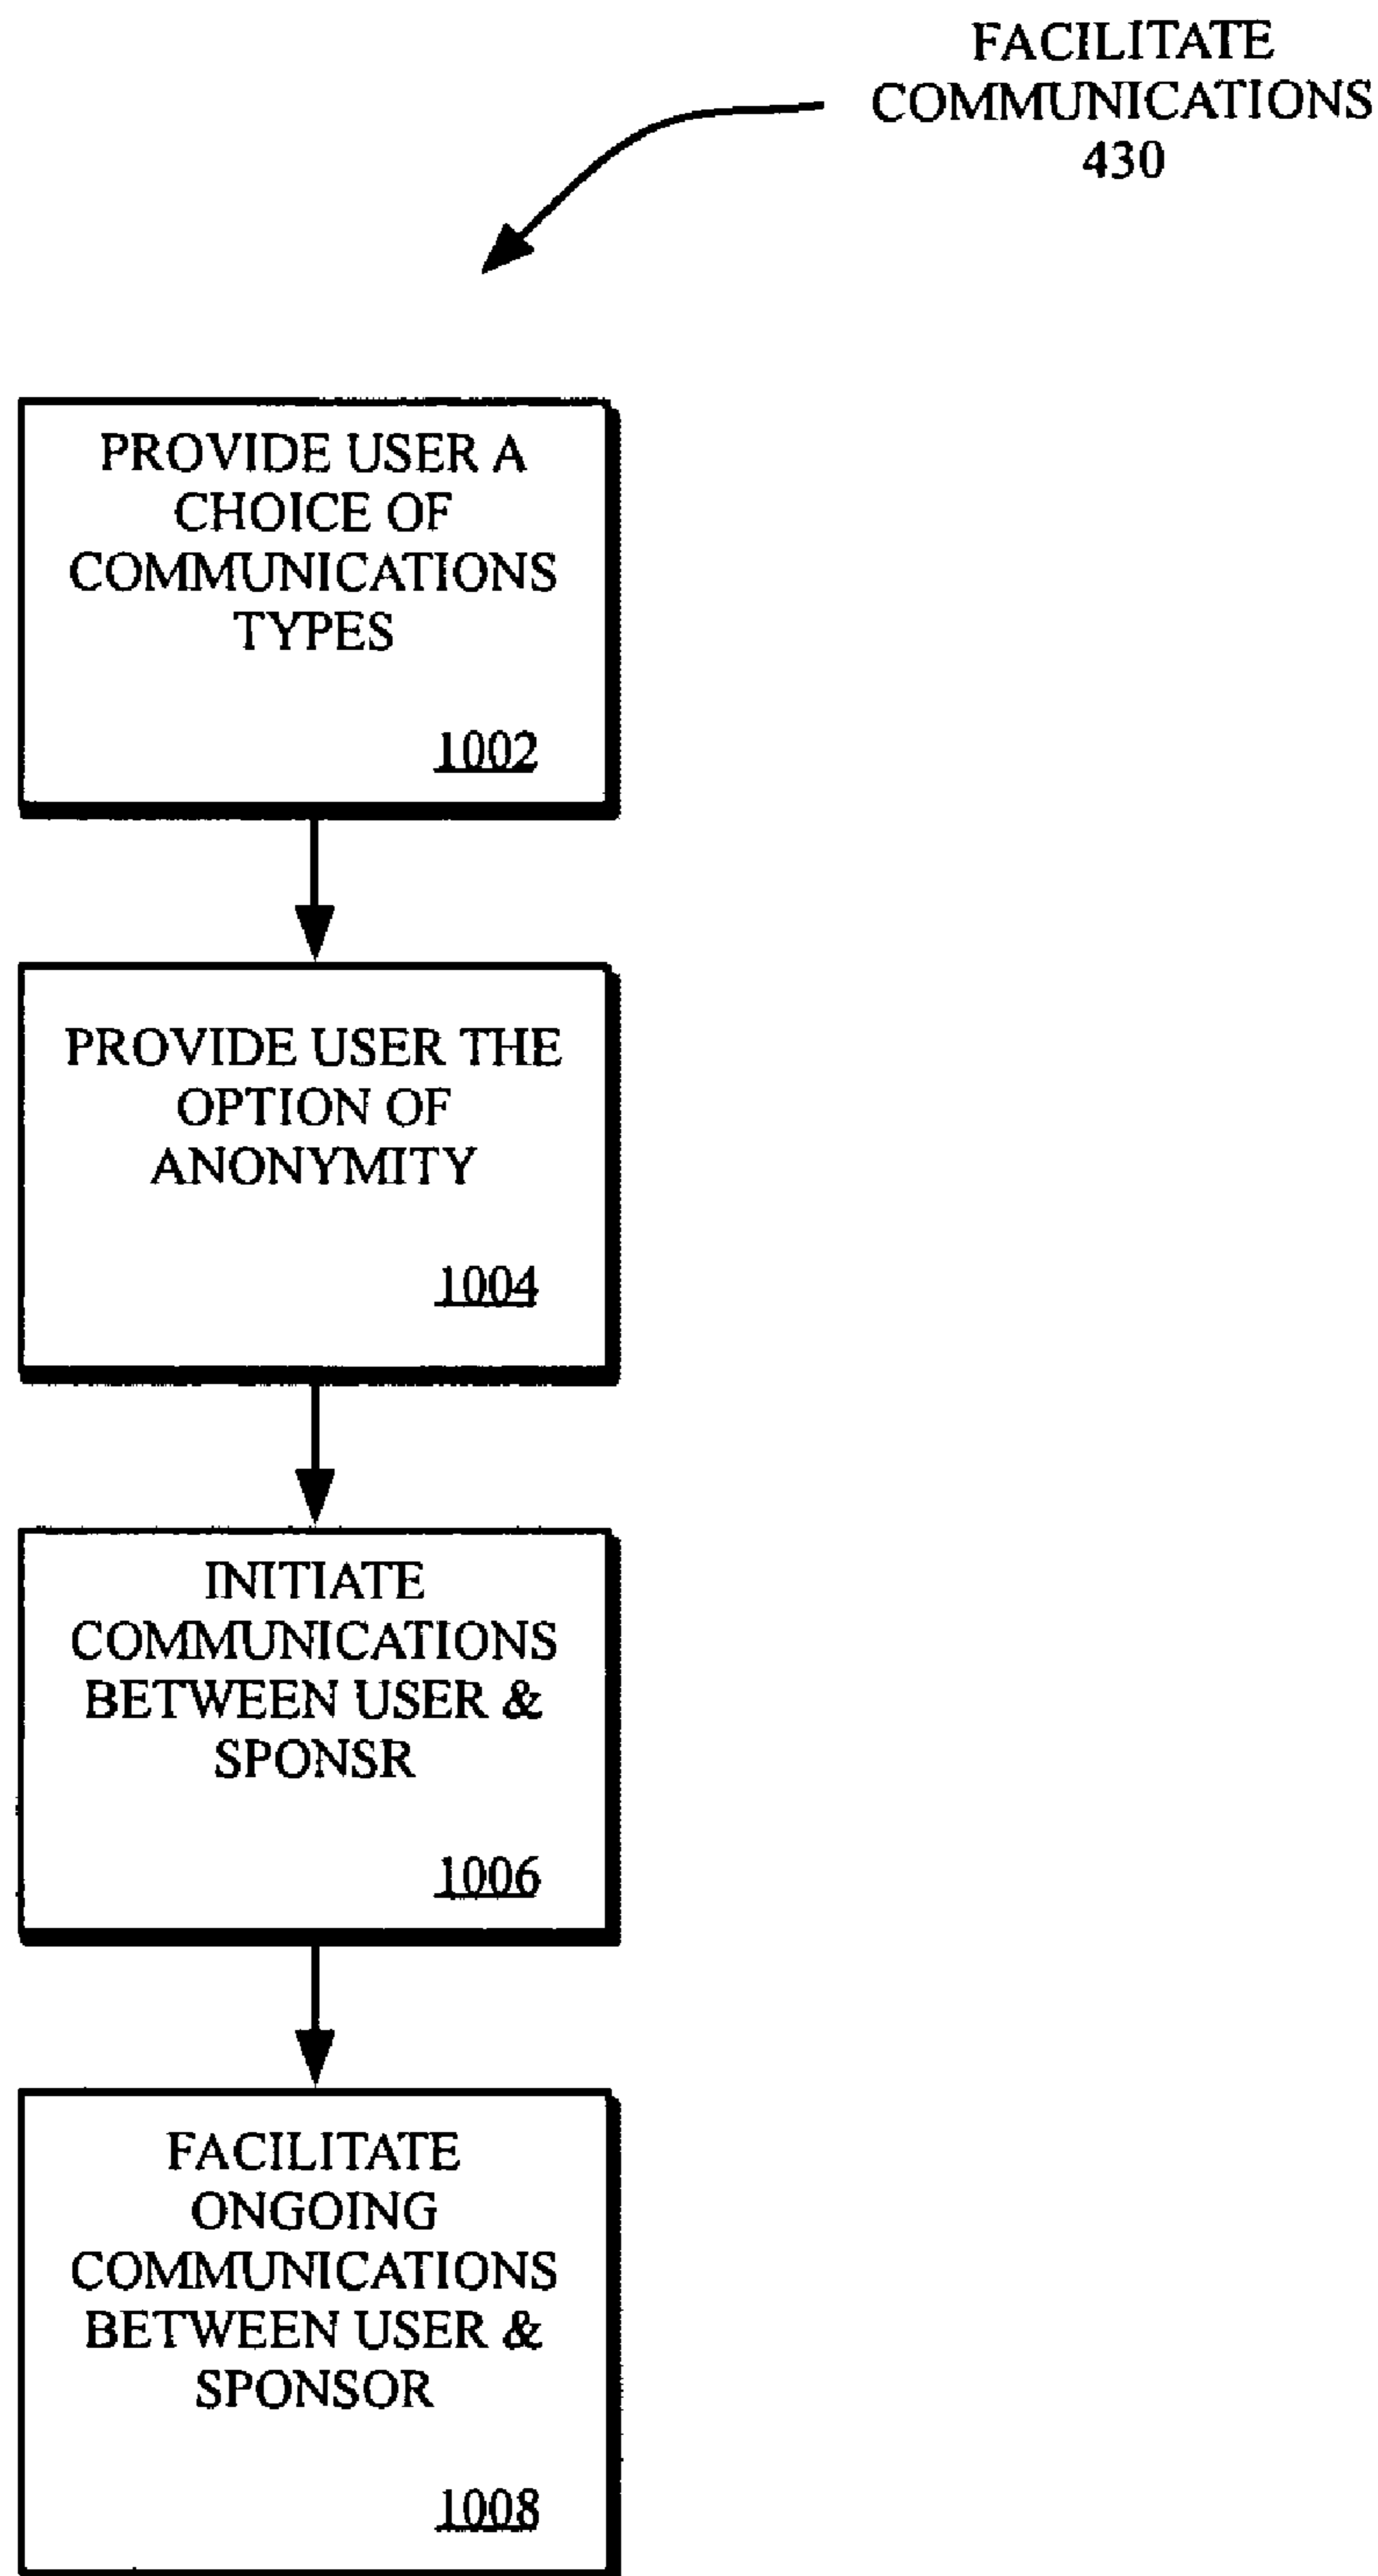 FACILITATE
COMMUNICATIONS
430
PROVIDE USER A
CHOICE OF
COMMUNICATIONS
TYPES
1002
PROVIDE USER THE
OPTION OF
ANONYMITY
1004
INITIATE
COMMUNICATIONS
BETWEEN USER &
SPONSR
1006
FACILITATE
ONGOING
COMMUNICATIONS
BETWEEN USER &
SPONSOR
1008